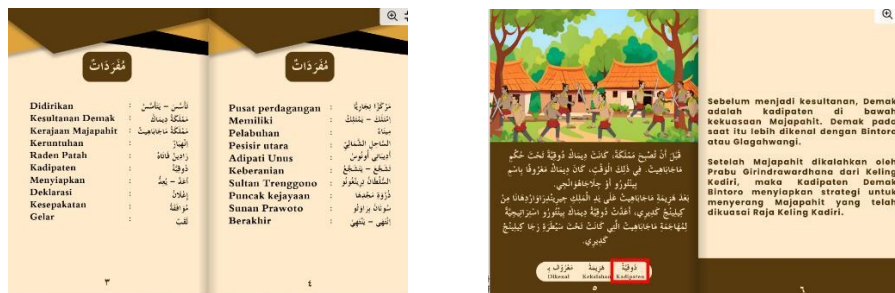 مُفْرَدَاتٌ
Didirikan : تَأَسَّسَ – يَتَأَسَّسُ
Kesultanan Demak : مَمْلَكَةُ دِيمَاكْ
Kerajaan Majapahit : مَمْلَكَةُ مَاجَابَاهِيتْ
Keruntuhan : اِنْهِيَارٌ
Raden Patah : رَادِينْ فَاتَاهْ
Kadipaten : دُوقِيَّةٌ
Menyiapkan : أَعَدَّ – يُعِدُّ
Deklarasi : إِعْلَانٌ
Kesepakatan : مُوَافَقَةٌ
Gelar : لَقَبٌ
٣
مُفْرَدَاتٌ
Pusat perdagangan : مَرْكَزًا تِجَارِيًّا
Memiliki : اِمْتَلَكَ – يَمْتَلِكُ
Pelabuhan : مِينَاءٌ
Pesisir utara : السَّاحِلِ الشَّمَالِيِّ
Adipati Unus : أَدِيبَاتِي أُونُوسْ
Keberanian : تَشَجَّعَ – يَتَشَجَّعُ
Sultan Trenggono : السُّلْطَانُ تِرِينْغُونُو
Puncak kejayaan : ذُرْوَةِ مَجْدِهَا
Sunan Prawoto : سُونَانْ بْرَاوُتُو
Berakhir : اِنْتَهَى – يَنْتَهِيْ
٤
قَبْلَ أَنْ تُصْبِحَ مَمْلَكَةً، كَانَتْ دِيمَاكْ دُوقِيَّةً تَحْتَ حُكْمِ
مَاجَابَاهِيتْ. فِي ذَلِكَ الْوَقْتِ، كَانَ دِيمَاكْ مَعْرُوفًا بِاسْمِ
بِينْتُورُو أَوْ جلَاجَاهْوَانْجِي.
بَعْدَ هَزِيمَةِ مَاجَابَاهِيتْ عَلَى يَدِ الْمَلِكِ جِيرِينْدْرَاوَارْدْهَانَا مِنْ
كِيلِينْجْ كَدِيرِي، أَعَدَّتْ دُوقِيَّةُ دِيمَاكْ بِينْتُورُو اسْتِرَاتِيجِيَّةً
لِمُهَاجَمَةِ مَاجَابَاهِيتْ الَّتِي كَانَتْ تَحْتَ سَيْطَرَةِ رَجَا كِيلِينْجْ
كَدِيرِي.
دُوقِيَّةٌ هَزِيمَةٌ مَعْرُوْفٌ بِـ
Dikenal Kekalahan Kadipaten
٥
Sebelum menjadi kesultanan, Demak
adalah kadipaten di bawah
kekuasaan Majapahit. Demak pada
saat itu lebih dikenal dengan Bintoro
atau Glagahwangi.
Setelah Majapahit dikalahkan oleh
Prabu Girindrawardhana dari Keling
Kediri, maka Kadipaten Demak
Bintoro menyiapkan strategi untuk
menyerang Majapahit yang telah
dikuasai Raja Keling Kadiri.
٦